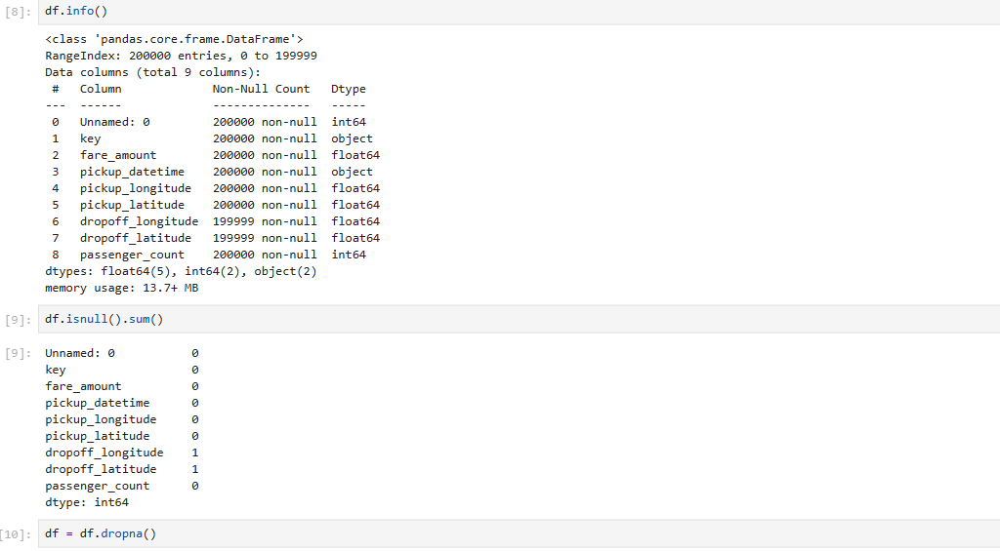 [8]: df.info()
<class 'pandas.core.frame.DataFrame'>
RangeIndex: 200000 entries, 0 to 199999
Data columns (total 9 columns):
 #   Column             Non-Null Count   Dtype
---  ------             --------------   -----
 0   Unnamed: 0         200000 non-null  int64
 1   key                200000 non-null  object
 2   fare_amount        200000 non-null  float64
 3   pickup_datetime    200000 non-null  object
 4   pickup_longitude   200000 non-null  float64
 5   pickup_latitude    200000 non-null  float64
 6   dropoff_longitude  199999 non-null  float64
 7   dropoff_latitude   199999 non-null  float64
 8   passenger_count    200000 non-null  int64
dtypes: float64(5), int64(2), object(2)
memory usage: 13.7+ MB
[9]: df.isnull().sum()
[9]: Unnamed: 0           0
key                  0
fare_amount          0
pickup_datetime      0
pickup_longitude     0
pickup_latitude      0
dropoff_longitude    1
dropoff_latitude     1
passenger_count      0
dtype: int64
[10]: df = df.dropna()